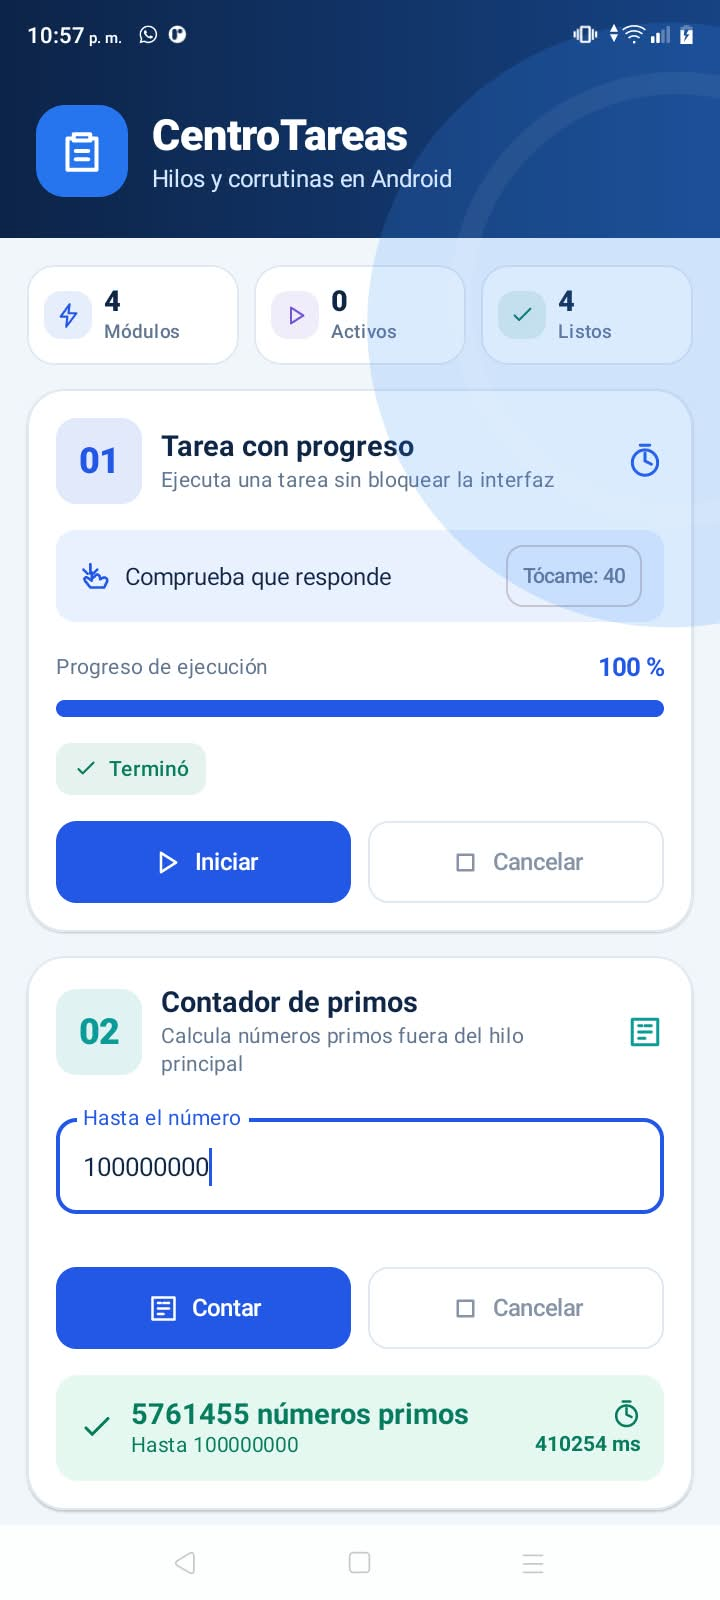 10:57 p. m.
CentroTareas
Hilos y corrutinas en Android
4
Módulos
0
Activos
4
Listos
01
Tarea con progreso
Ejecuta una tarea sin bloquear la interfaz
Comprueba que responde
Tócame: 40
Progreso de ejecución
100 %
Terminó
Iniciar
Cancelar
02
Contador de primos
Calcula números primos fuera del hilo
principal
Hasta el número
100000000
Contar
Cancelar
5761455 números primos
Hasta 100000000
410254 ms